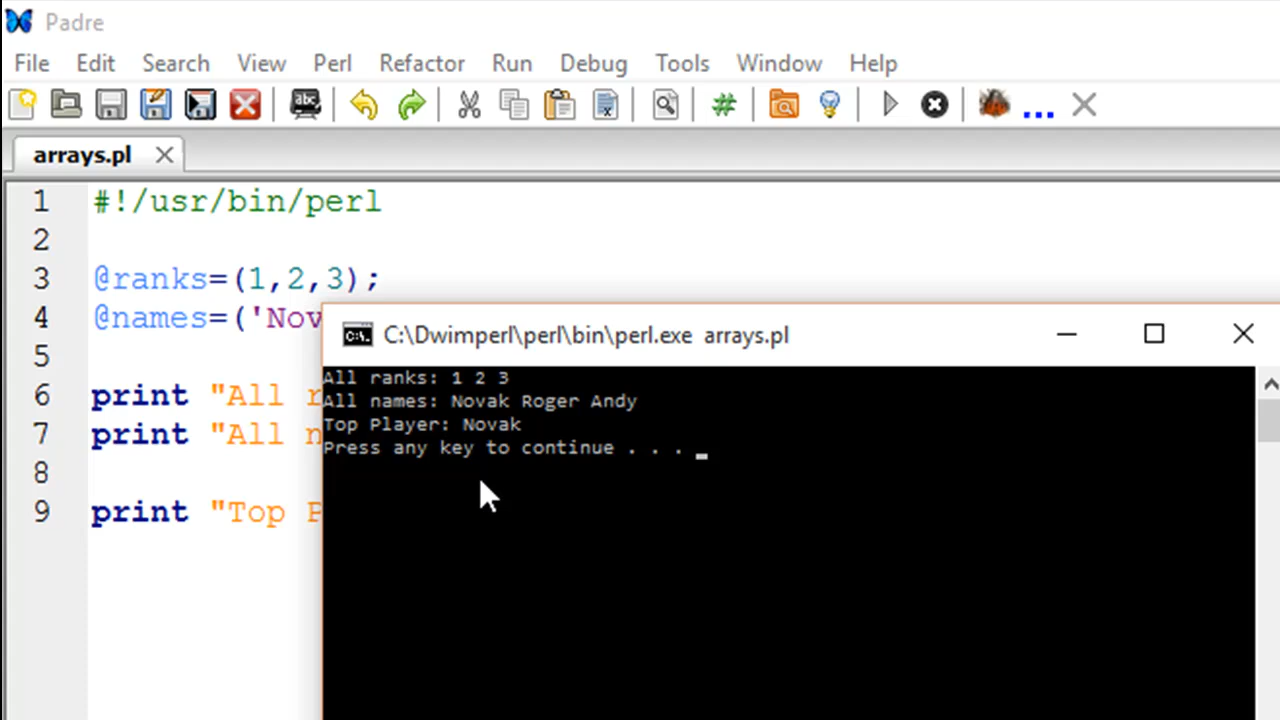 Padre
File Edit Search View Perl Refactor Run Debug Tools Window Help
abc # ...
arrays.pl
1 #!/usr/bin/perl
2
3 @ranks=(1,2,3);
4 @names=('Nov
5
6 print "All r
7 print "All n
8
9 print "Top P
C:\. C:\Dwimperl\perl\bin\perl.exe arrays.pl
All ranks: 1 2 3
All names: Novak Roger Andy
Top Player: Novak
Press any key to continue . . . _